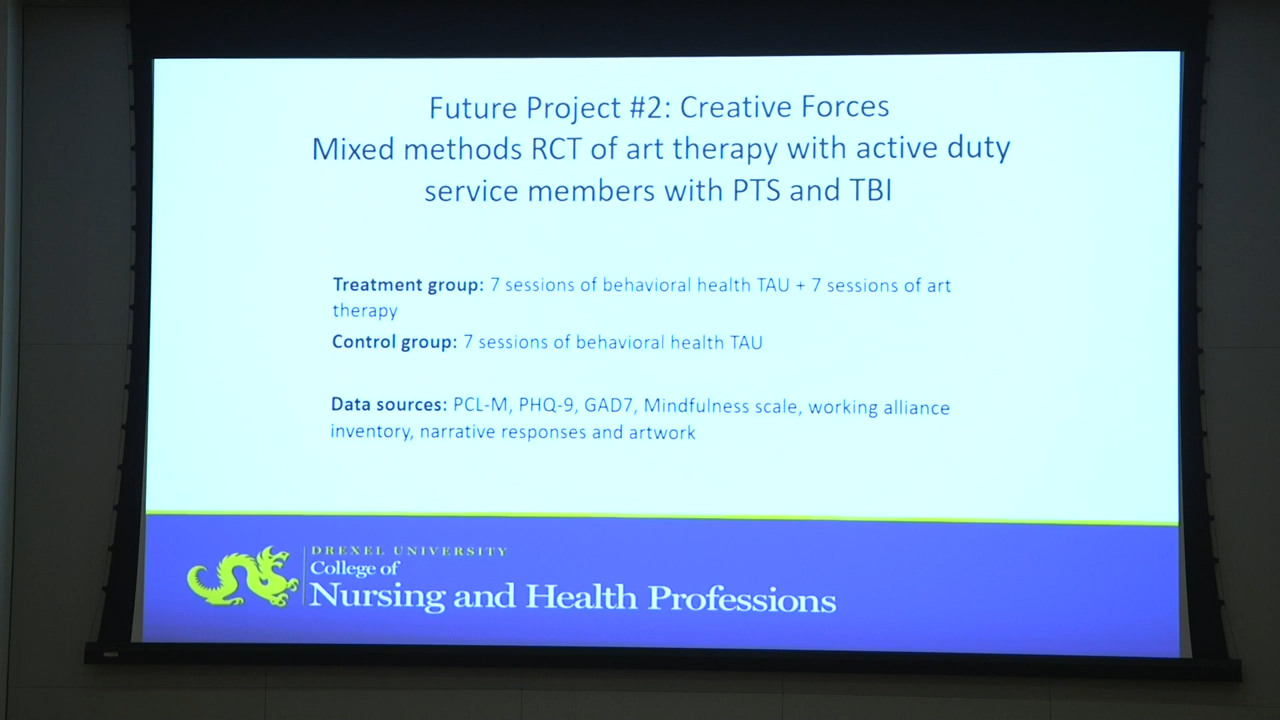 Future Project #2: Creative Forces
Mixed methods RCT of art therapy with active duty
service members with PTS and TBI
Treatment group: 7 sessions of behavioral health TAU + 7 sessions of art
therapy
Control group: 7 sessions of behavioral health TAU
Data sources: PCL-M, PHQ-9, GAD7, Mindfulness scale, working alliance
inventory, narrative responses and artwork
DREXEL UNIVERSITY
College of
Nursing and Health Professions